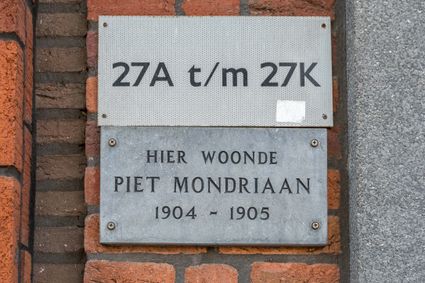 27A t/m 27K
HIER WOONDE
PIET MONDRIAAN
1904 - 1905